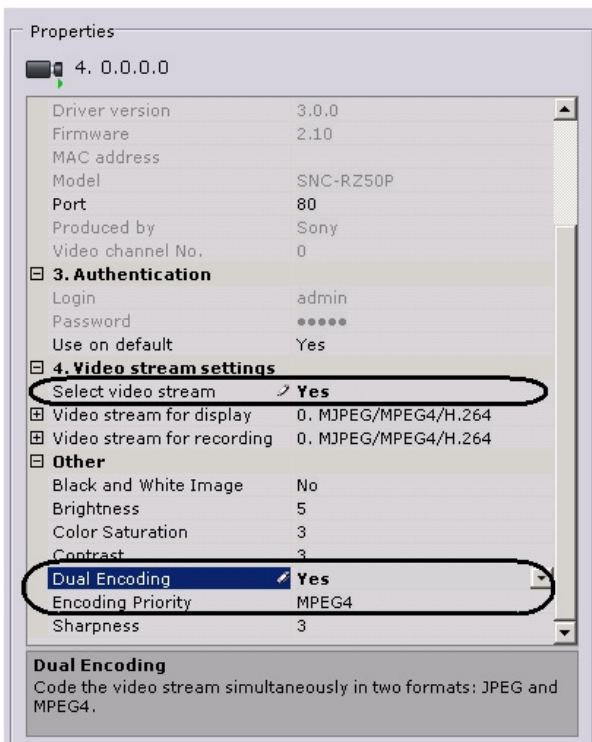 Properties
4. 0.0.0.0
Driver version 3.0.0
Firmware 2.10
MAC address
Model SNC-RZ50P
Port 80
Produced by Sony
Video channel No. 0
3. Authentication
Login admin
Password •••••
Use on default Yes
4. Video stream settings
Select video stream Yes
Video stream for display 0. MJPEG/MPEG4/H.264
Video stream for recording 0. MJPEG/MPEG4/H.264
Other
Black and White Image No
Brightness 5
Color Saturation 3
Contrast 3
Dual Encoding Yes
Encoding Priority MPEG4
Sharpness 3
Dual Encoding
Code the video stream simultaneously in two formats: JPEG and
MPEG4.